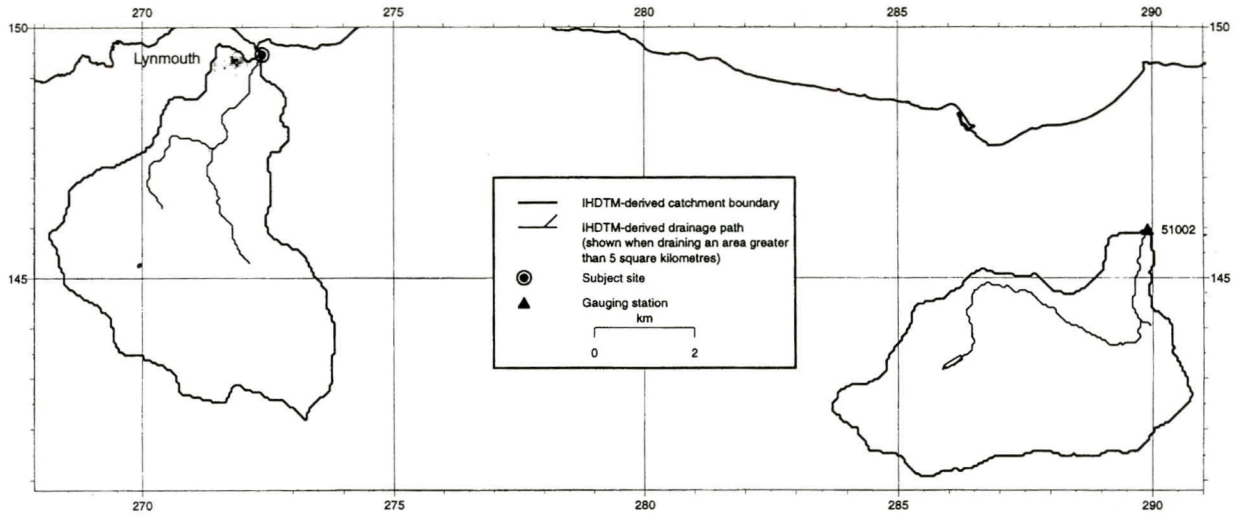 270
275
280
285
290
150
150
Lynmouth
IHDTM-derived catchment boundary
IHDTM-derived drainage path
(shown when draining an area greater
than 5 square kilometres)
51002
145
145
Subject site
Gauging station
km
0
2
270
275
280
285
290